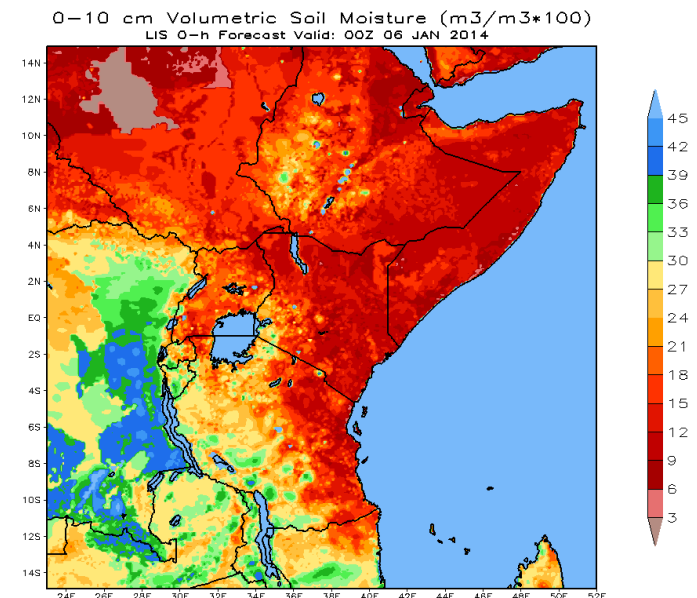 0-10 cm Volumetric Soil Moisture (m3/m3*100)
LIS 0-h Forecast Valid: 00Z 06 JAN 2014
14N
12N
10N
8N
6N
4N
2N
EQ
2S
4S
6S
8S
10S
12S
14S
24E 26E 28E 30E 32E 34E 36E 38E 40E 42E 44E 46E 48E 50E 52E
45
42
39
36
33
30
27
24
21
18
15
12
9
6
3